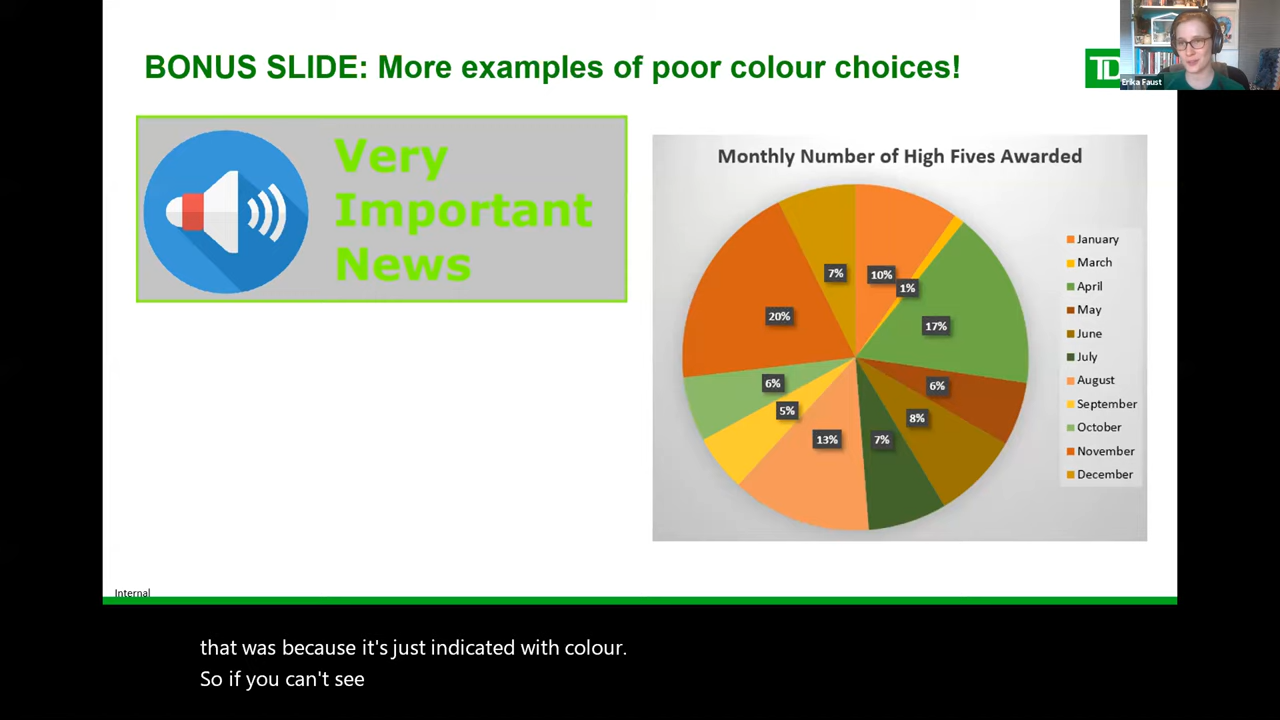 BONUS SLIDE: More examples of poor colour choices!
TD
Erika Faust
Very
Important
News
Monthly Number of High Fives Awarded
7%
10%
1%
20%
17%
6%
6%
5%
8%
13%
7%
January
March
April
May
June
July
August
September
October
November
December
Internal
that was because it's just indicated with colour.
So if you can't see